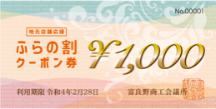 No.00001
地元店舗応援
ふらの割
クーポン券
¥1,000
利用期限 令和4年2月28日
富良野商工会議所